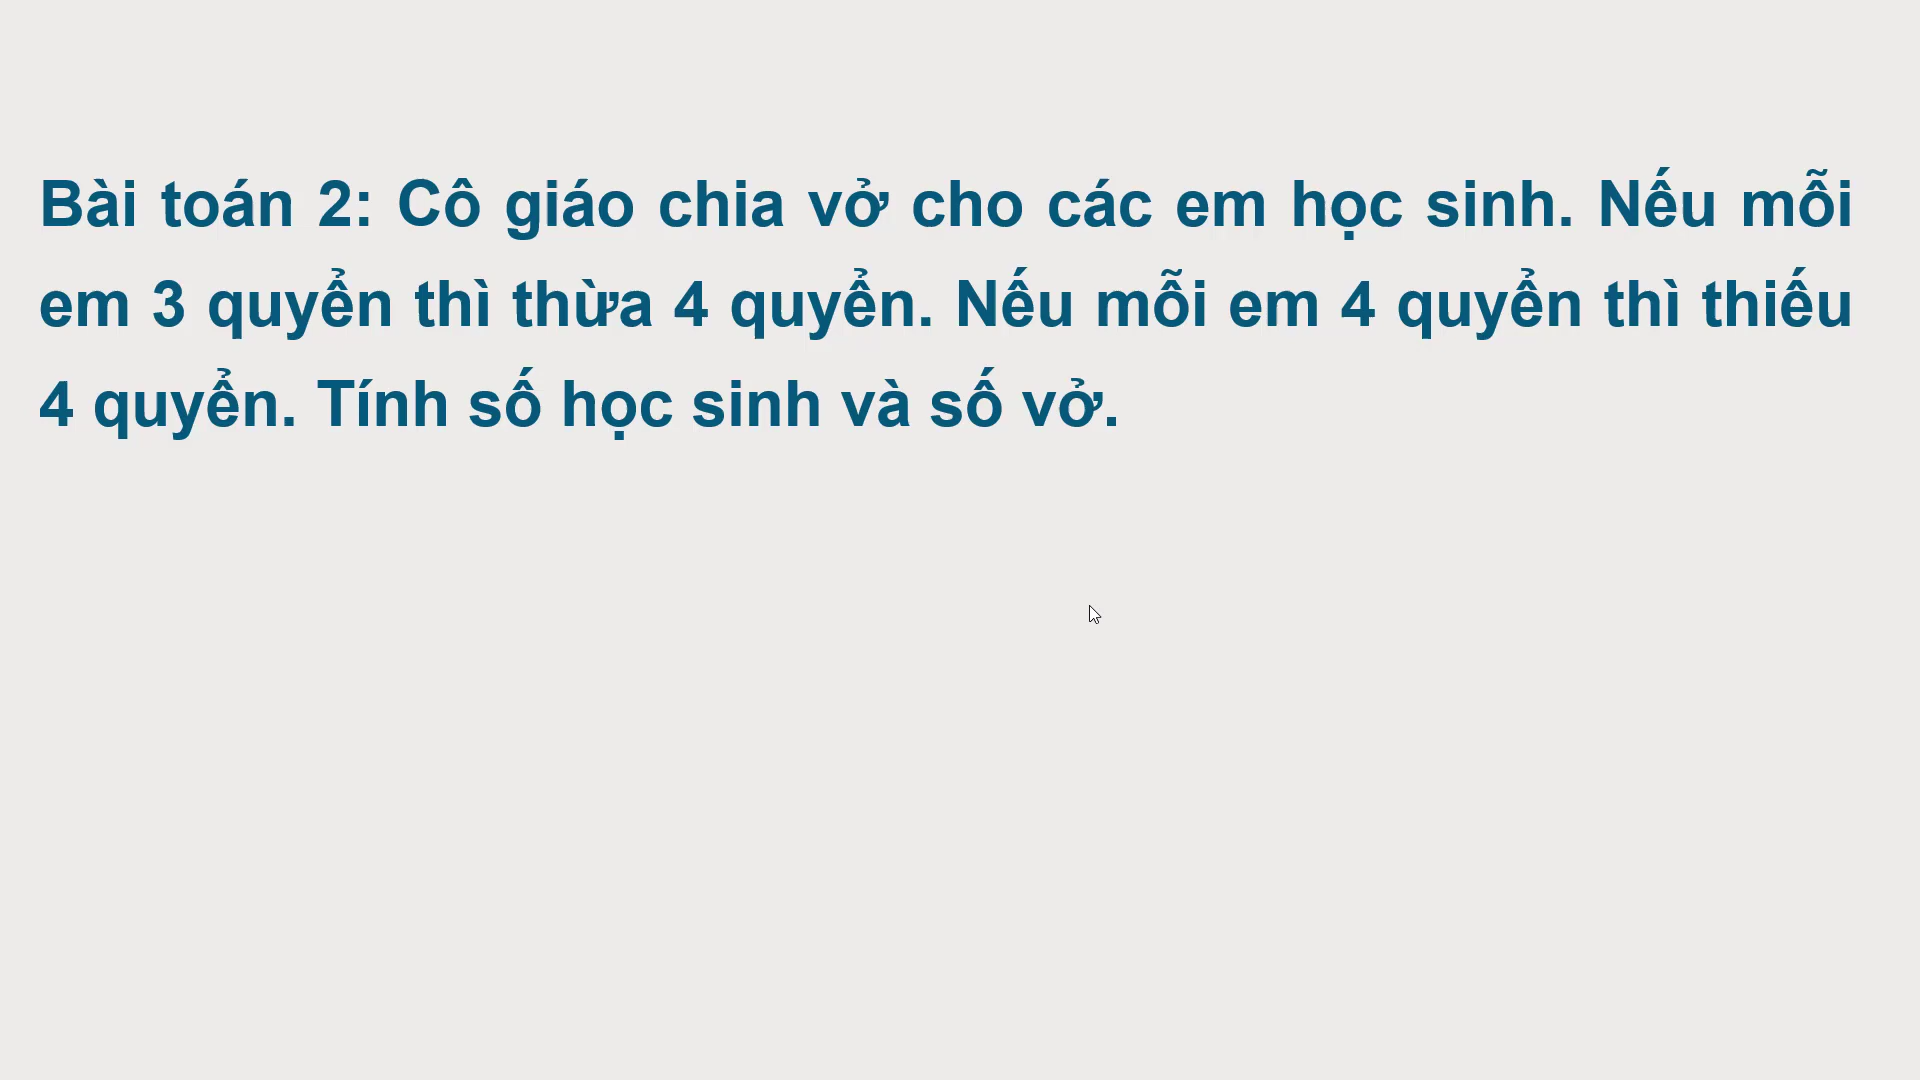 Bài toán 2: Cô giáo chia vở cho các em học sinh. Nếu mỗi
em 3 quyển thì thừa 4 quyển. Nếu mỗi em 4 quyển thì thiếu
4 quyển. Tính số học sinh và số vở.